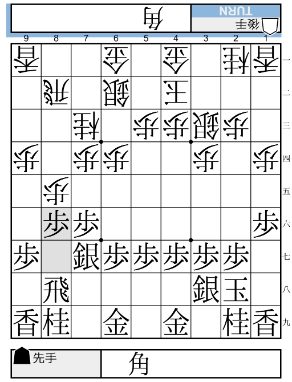 角 後手
TURN
9 8 7 6 5 4 3 2 1
香 金 金 桂 香 一
飛 銀 王 二
桂 歩 歩 銀 歩 三
歩 歩 歩 歩 歩 四
歩 五
歩 歩 歩 六
歩 銀 歩 歩 歩 歩 歩 七
飛 銀 玉 八
香 桂 金 金 桂 香 九
先手 角